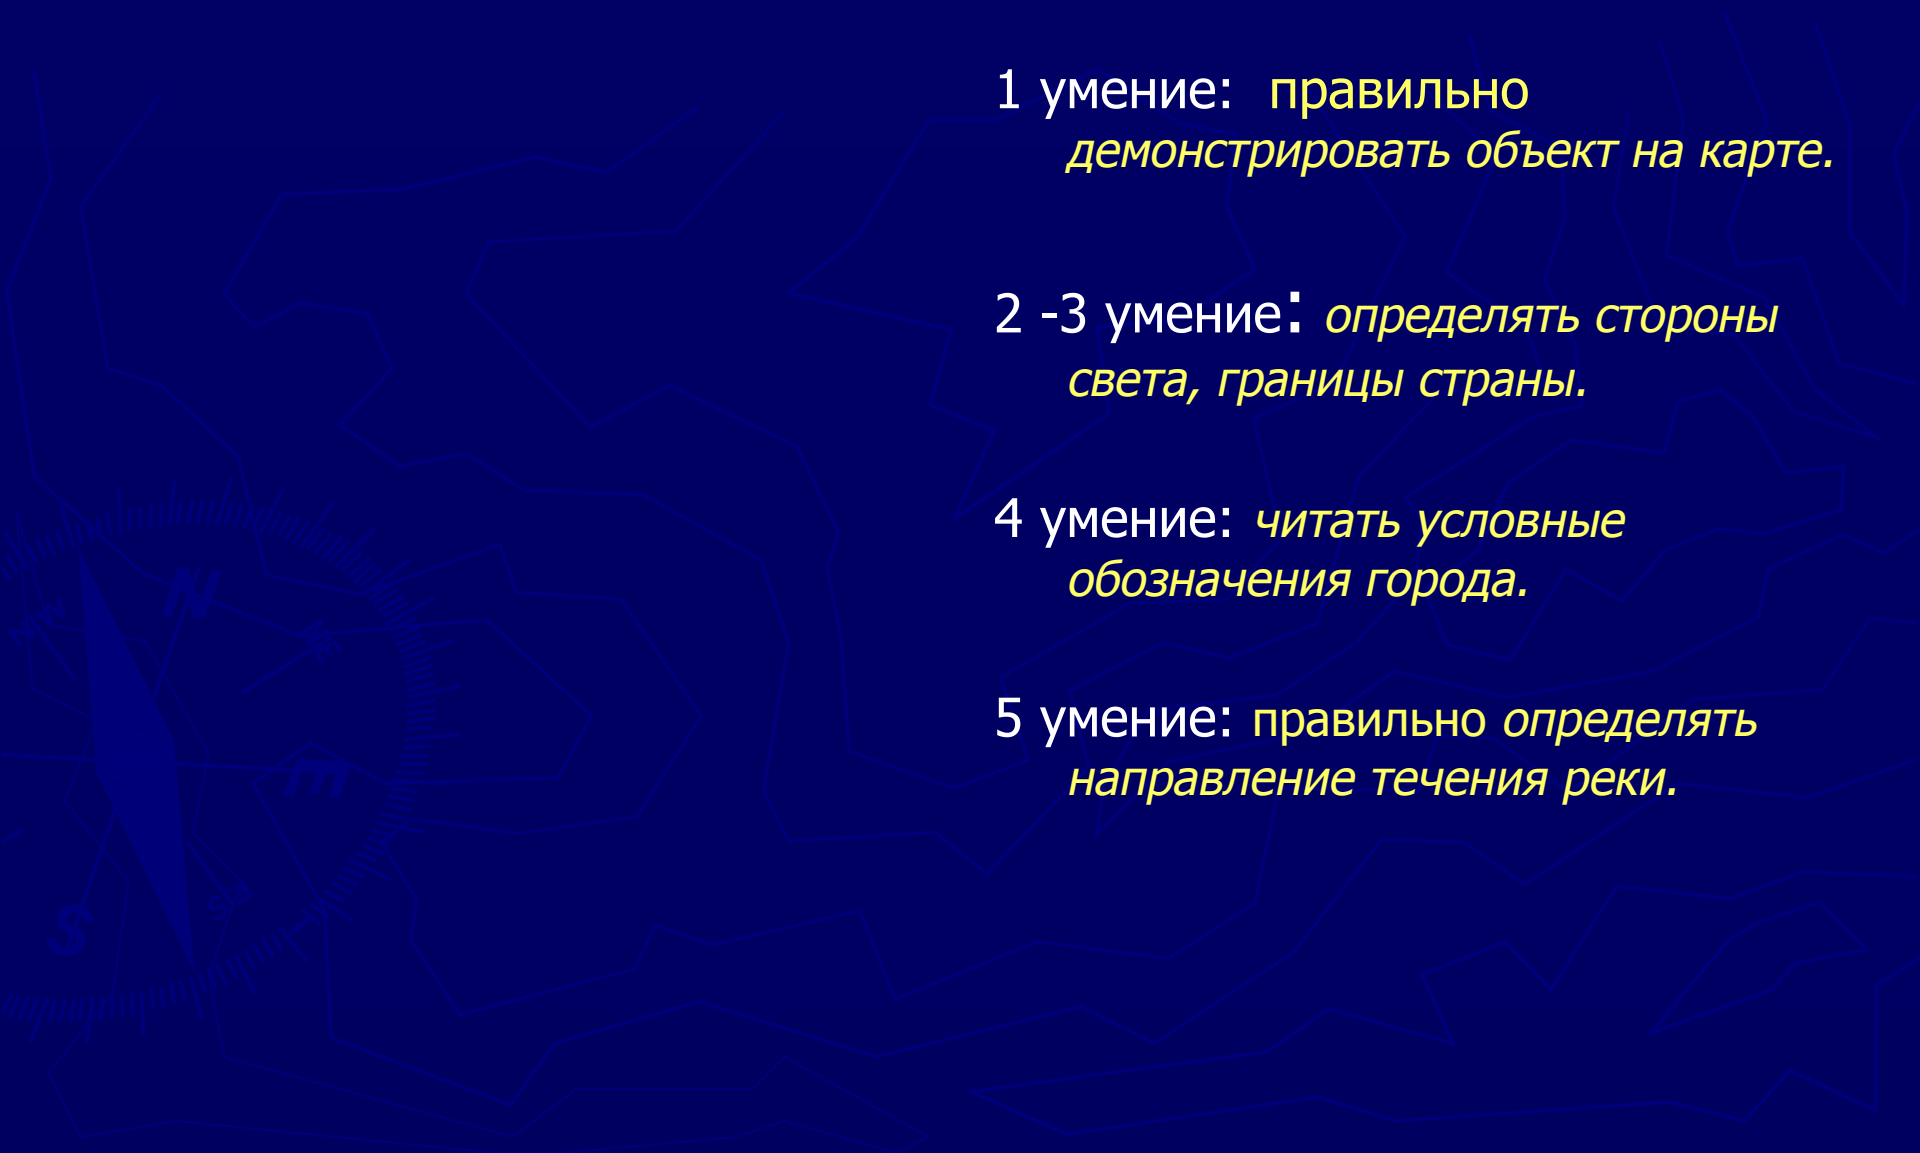 1 умение: правильно
демонстрировать объект на карте.
2 -3 умение: определять стороны
света, границы страны.
4 умение: читать условные
обозначения города.
5 умение: правильно определять
направление течения реки.
N
E
S